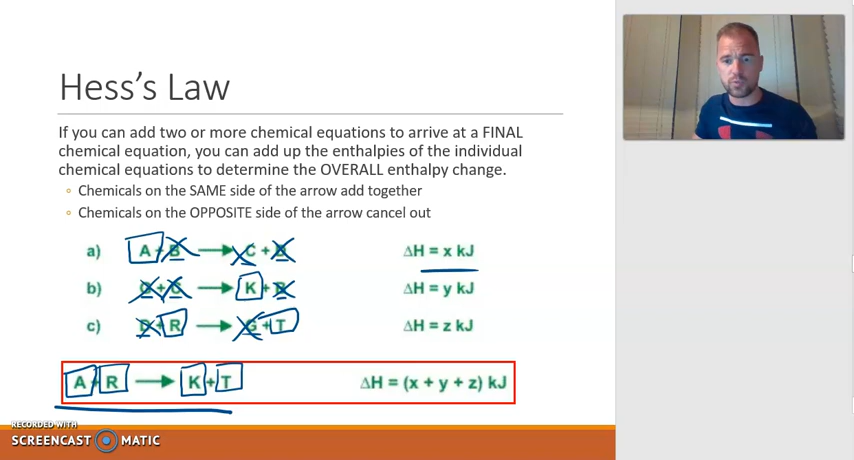 Hess's Law
If you can add two or more chemical equations to arrive at a FINAL
chemical equation, you can add up the enthalpies of the individual
chemical equations to determine the OVERALL enthalpy change.
Chemicals on the SAME side of the arrow add together
Chemicals on the OPPOSITE side of the arrow cancel out
a) A + B → C + D ΔH = x kJ
b) G + C → K + B ΔH = y kJ
c) D + R → G + T ΔH = z kJ
A + R → K + T ΔH = (x + y + z) kJ
RECORDED WITH
SCREENCAST MATIC